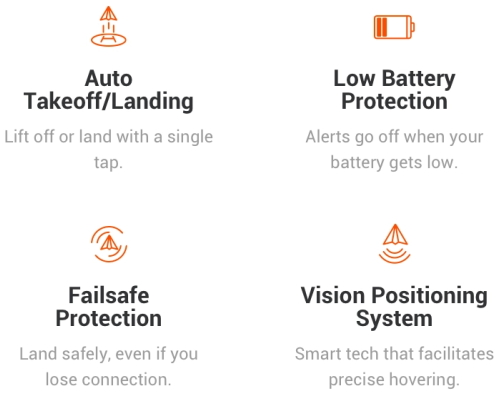 Auto
Takeoff/Landing
Lift off or land with a single
tap.
Low Battery
Protection
Alerts go off when your
battery gets low.
Failsafe
Protection
Land safely, even if you
lose connection.
Vision Positioning
System
Smart tech that facilitates
precise hovering.